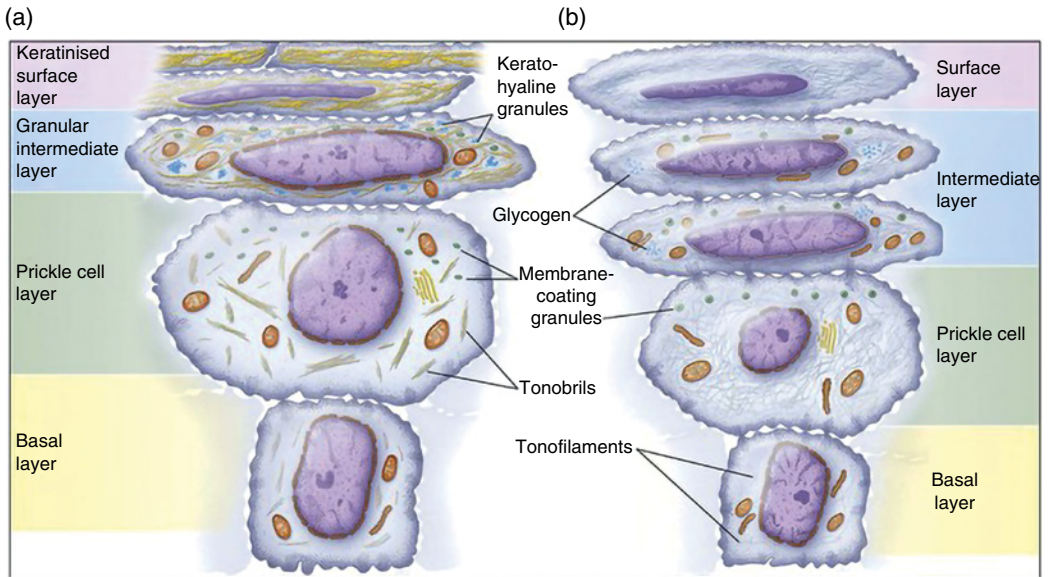 (a)
(b)
Keratinised
surface
layer
Granular
intermediate
layer
Prickle cell
layer
Basal
layer
Kerato-
hyaline
granules
Glycogen
Membrane-
coating
granules
Tonobrils
Tonofilaments
Surface
layer
Intermediate
layer
Prickle cell
layer
Basal
layer